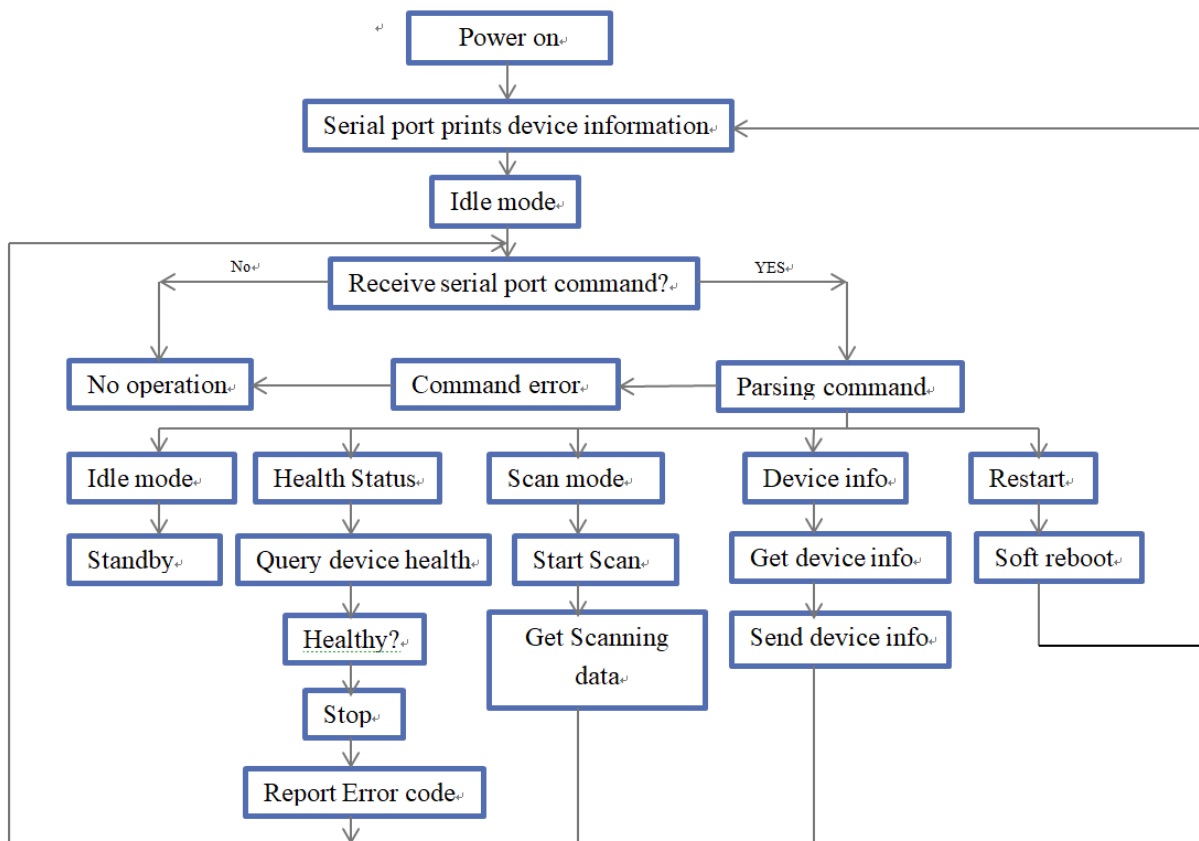 Power on
Serial port prints device information
Idle mode
No
YES
Receive serial port command?
No operation
Command error
Parsing command
Idle mode
Health Status
Scan mode
Device info
Restart
Standby
Query device health
Start Scan
Get device info
Soft reboot
Healthy?
Get Scanning
data
Send device info
Stop
Report Error code